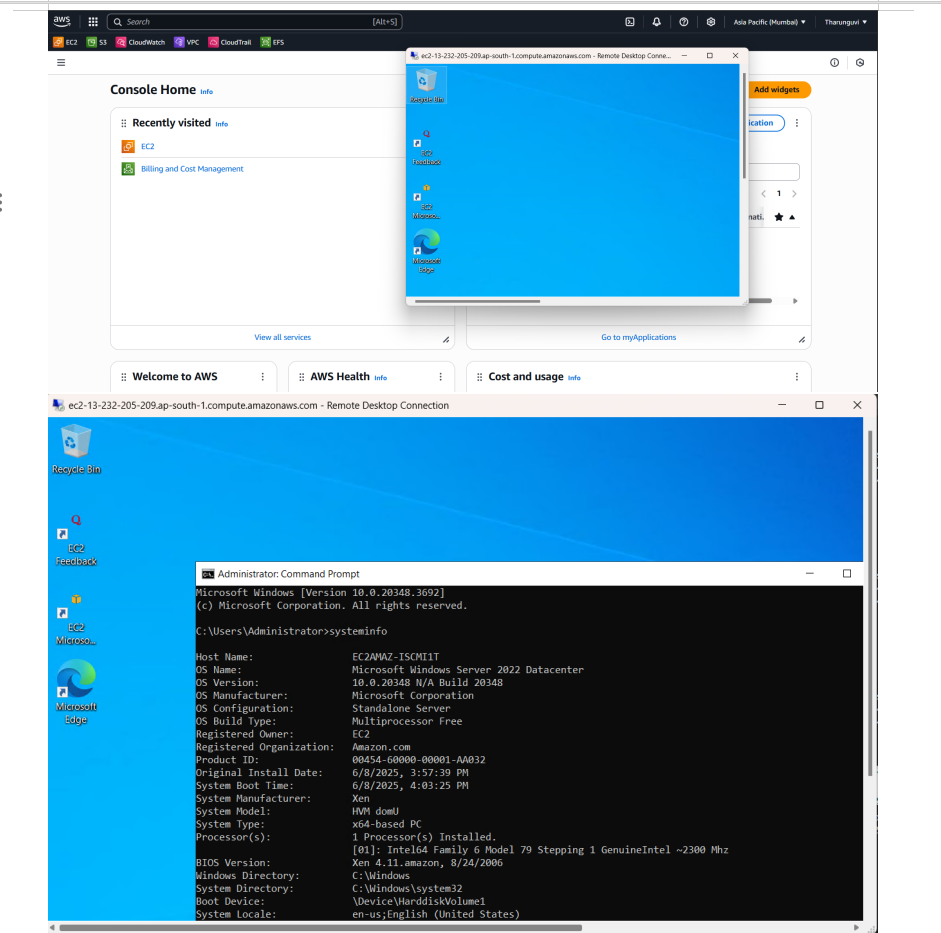 aws
Search [Alt+S]
Asia Pacific (Mumbai)
Tharunguvi
EC2 S3 CloudWatch VPC CloudTrail EFS
Console Home Info
Add widgets
Recently visited Info
EC2
Billing and Cost Management
View all services
ication
1
nati.
Go to myApplications
ec2-13-232-205-209.ap-south-1.compute.amazonaws.com - Remote Desktop Conne...
Recycle Bin
EC2
Feedback
EC2
Microso...
Microsoft
Edge
Welcome to AWS
AWS Health Info
Cost and usage Info
ec2-13-232-205-209.ap-south-1.compute.amazonaws.com - Remote Desktop Connection
Recycle Bin
EC2
Feedback
EC2
Microso...
Microsoft
Edge
Administrator: Command Prompt
Microsoft Windows [Version 10.0.20348.3692]
(c) Microsoft Corporation. All rights reserved.
C:\Users\Administrator>systeminfo
Host Name: EC2AMAZ-ISCMI1T
OS Name: Microsoft Windows Server 2022 Datacenter
OS Version: 10.0.20348 N/A Build 20348
OS Manufacturer: Microsoft Corporation
OS Configuration: Standalone Server
OS Build Type: Multiprocessor Free
Registered Owner: EC2
Registered Organization: Amazon.com
Product ID: 00454-60000-00001-AA032
Original Install Date: 6/8/2025, 3:57:39 PM
System Boot Time: 6/8/2025, 4:03:25 PM
System Manufacturer: Xen
System Model: HVM domU
System Type: x64-based PC
Processor(s): 1 Processor(s) Installed.
[01]: Intel64 Family 6 Model 79 Stepping 1 GenuineIntel ~2300 Mhz
BIOS Version: Xen 4.11.amazon, 8/24/2006
Windows Directory: C:\Windows
System Directory: C:\Windows\system32
Boot Device: \Device\HarddiskVolume1
System Locale: en-us;English (United States)